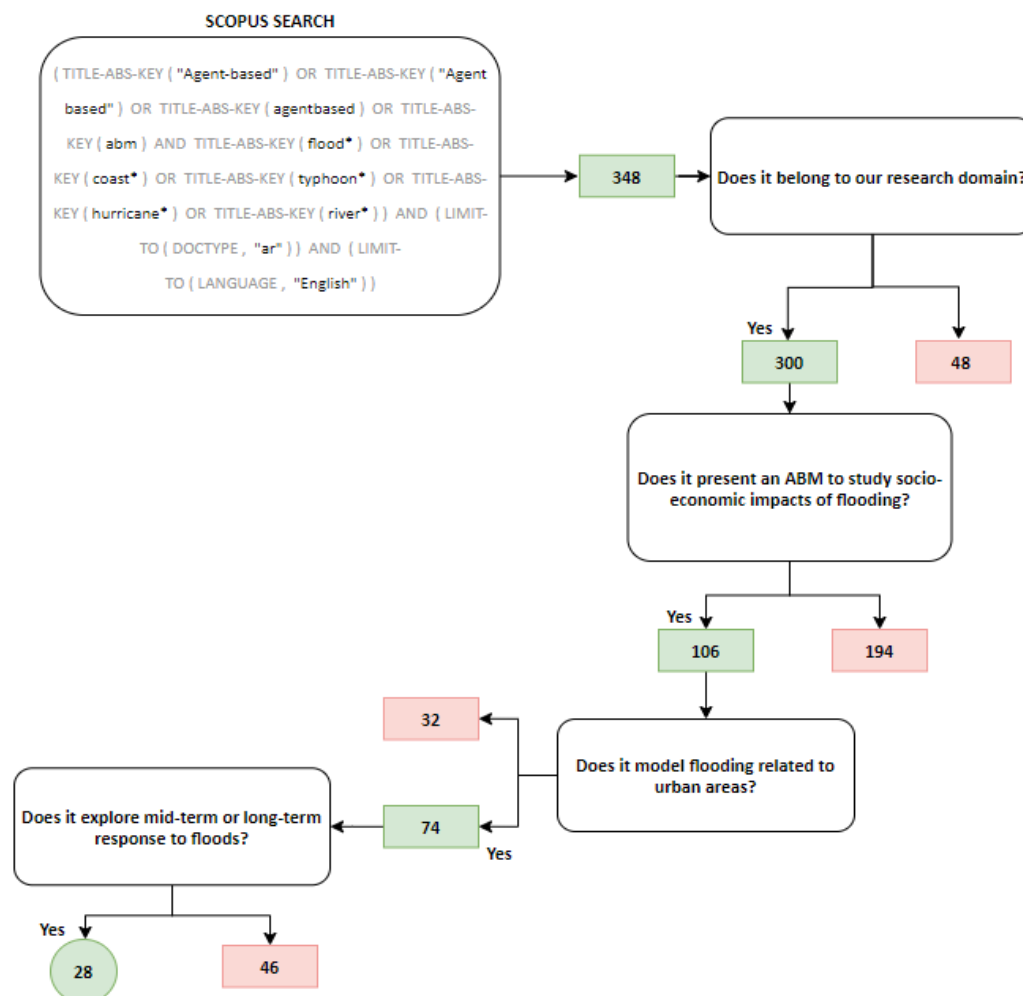 SCOPUS SEARCH
( TITLE-ABS-KEY ( "Agent-based" ) OR TITLE-ABS-KEY ( "Agent
based" ) OR TITLE-ABS-KEY ( agentbased ) OR TITLE-ABS-
KEY ( abm ) AND TITLE-ABS-KEY ( flood* ) OR TITLE-ABS-
KEY ( coast* ) OR TITLE-ABS-KEY ( typhoon* ) OR TITLE-ABS-
KEY ( hurricane* ) OR TITLE-ABS-KEY ( river* ) ) AND ( LIMIT-
TO ( DOCTYPE , "ar" ) ) AND ( LIMIT-
TO ( LANGUAGE , "English" ) )
348
Does it belong to our research domain?
Yes
300
48
Does it present an ABM to study socio-
economic impacts of flooding?
Yes
106
194
32
Does it model flooding related to
urban areas?
74
Yes
Does it explore mid-term or long-term
response to floods?
Yes
28
46